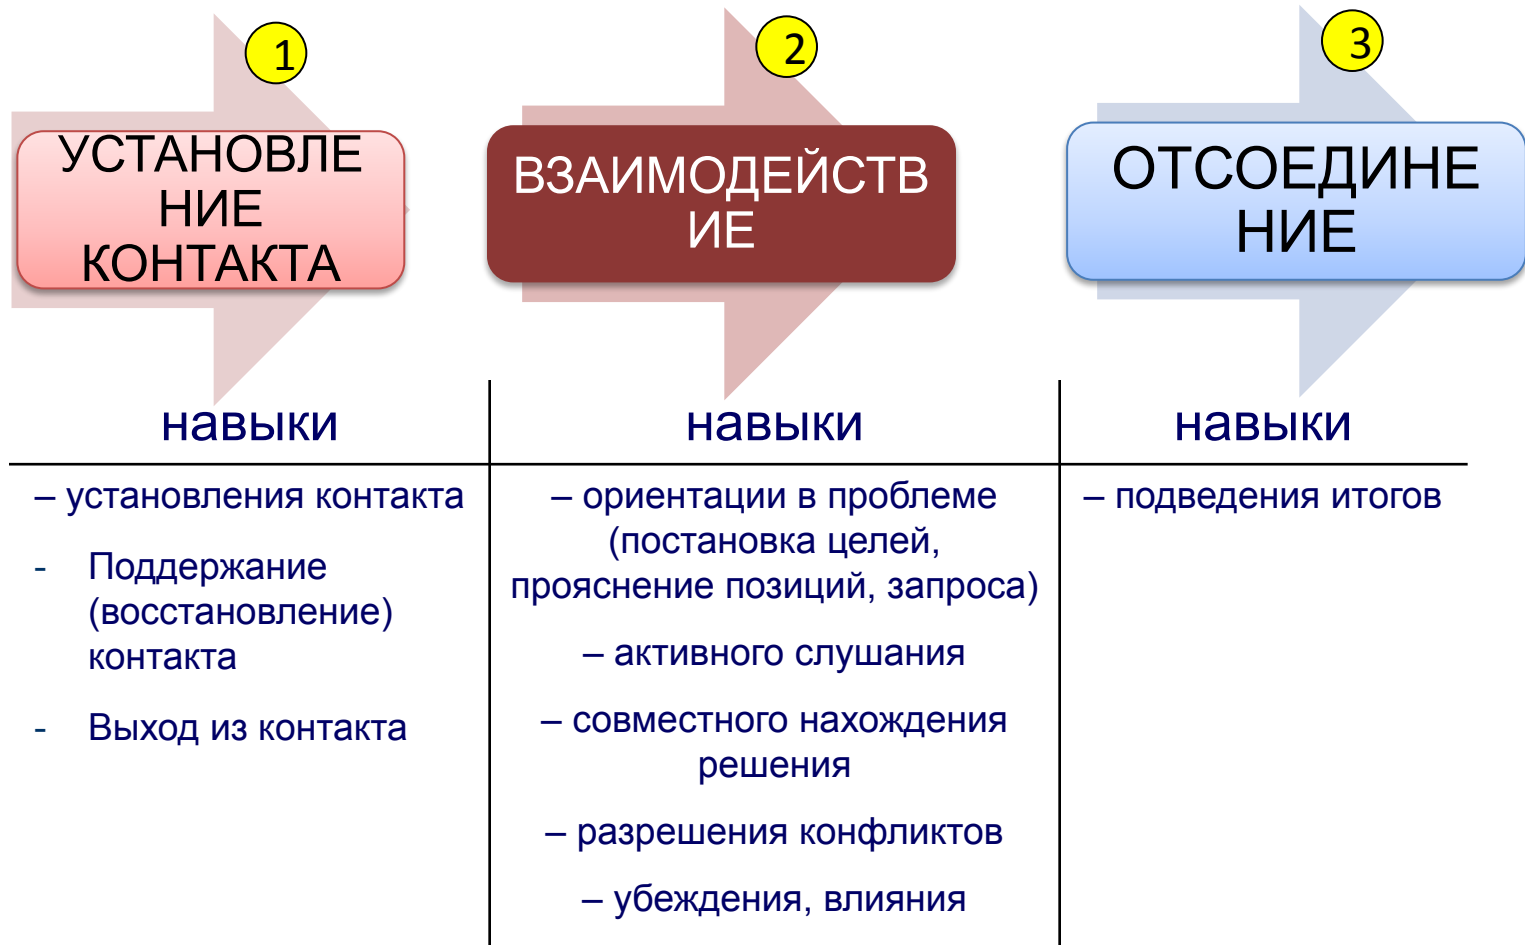 1
УСТАНОВЛЕ
НИЕ
КОНТАКТА
2
ВЗАИМОДЕЙСТВ
ИЕ
3
ОТСОЕДИНЕ
НИЕ
навыки
– установления контакта
- Поддержание
(восстановление)
контакта
- Выход из контакта
навыки
– ориентации в проблеме
(постановка целей,
прояснение позиций, запроса)
– активного слушания
– совместного нахождения
решения
– разрешения конфликтов
– убеждения, влияния
навыки
– подведения итогов